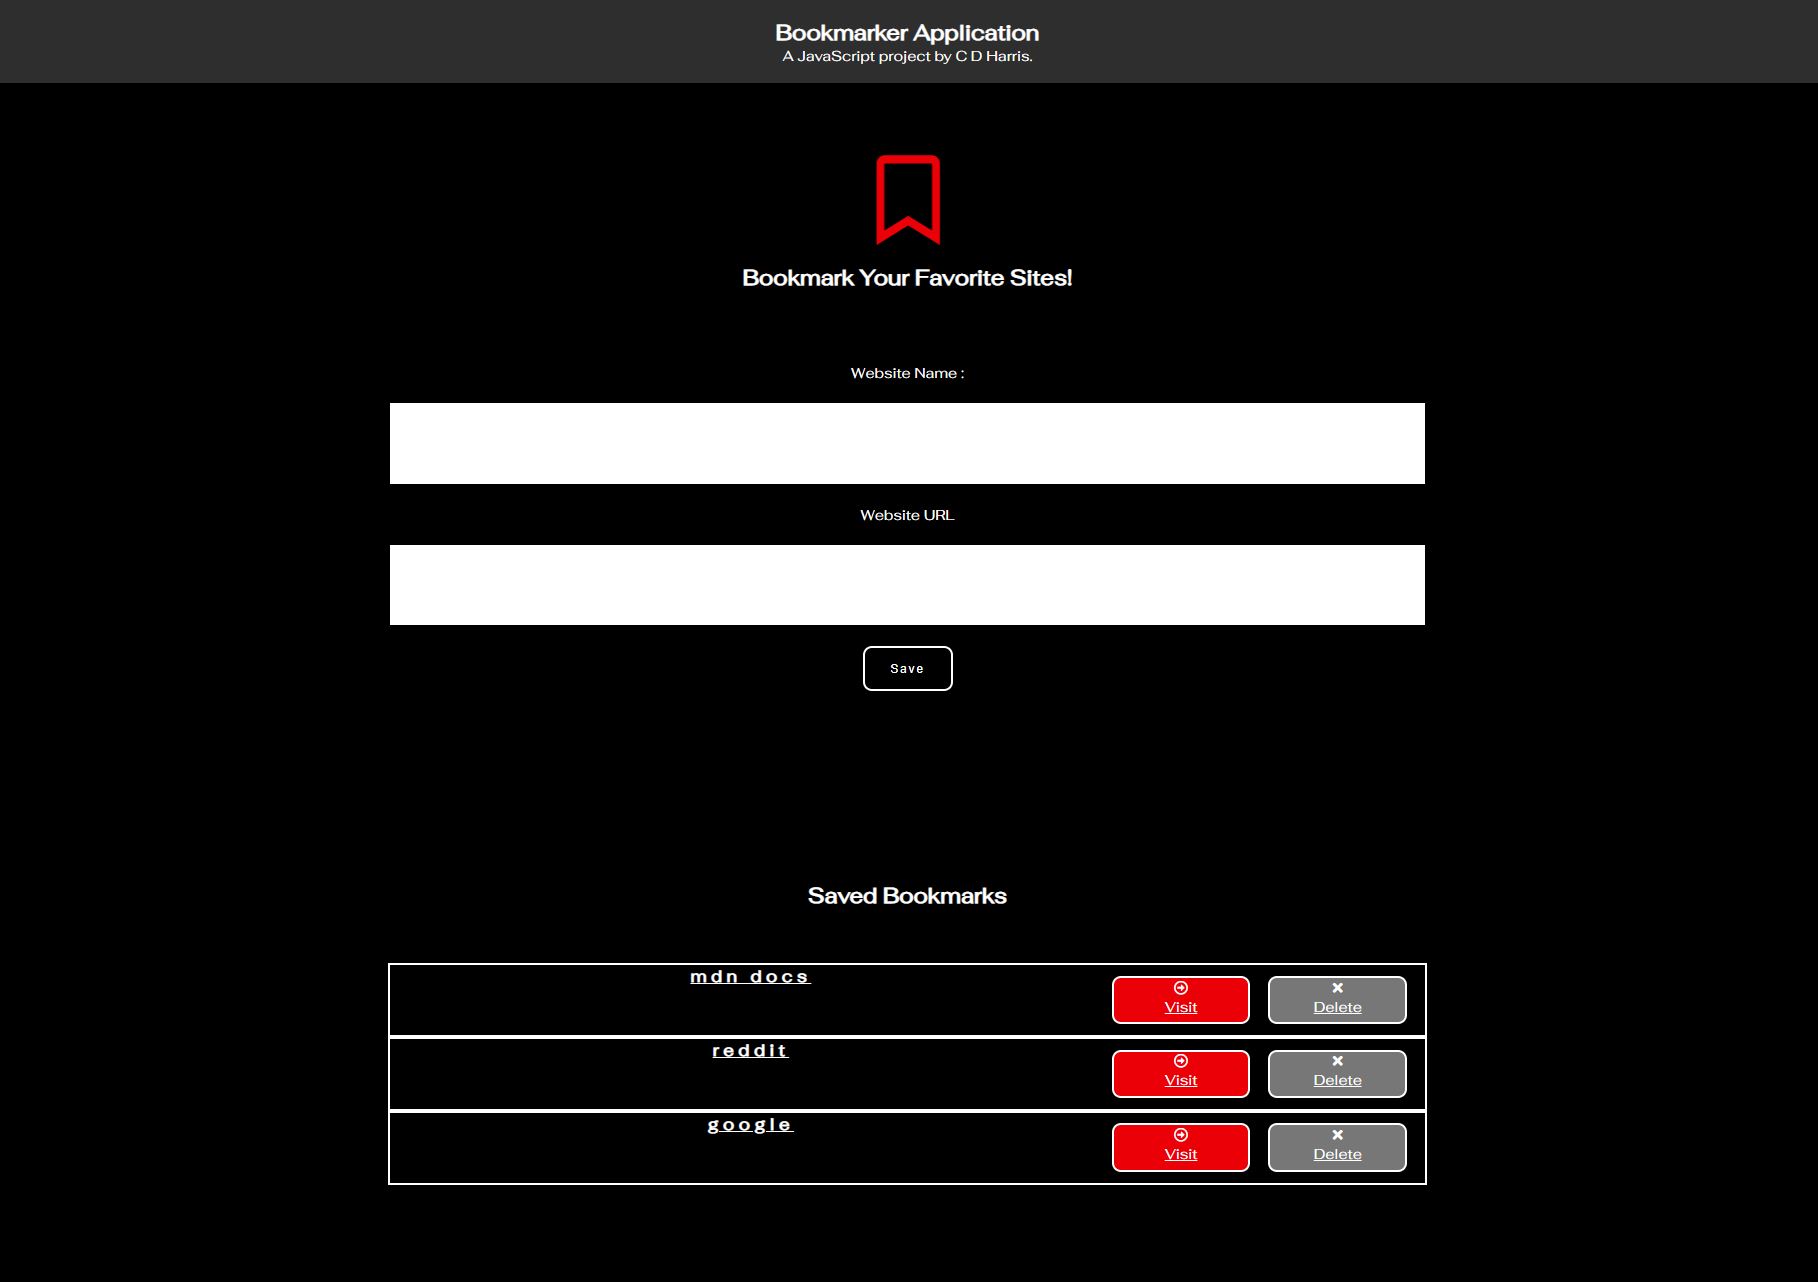 Bookmarker Application
A JavaScript project by C D Harris.
Bookmark Your Favorite Sites!
Website Name :
Website URL
Save
Saved Bookmarks
mdn docs
Visit
Delete
reddit
Visit
Delete
google
Visit
Delete